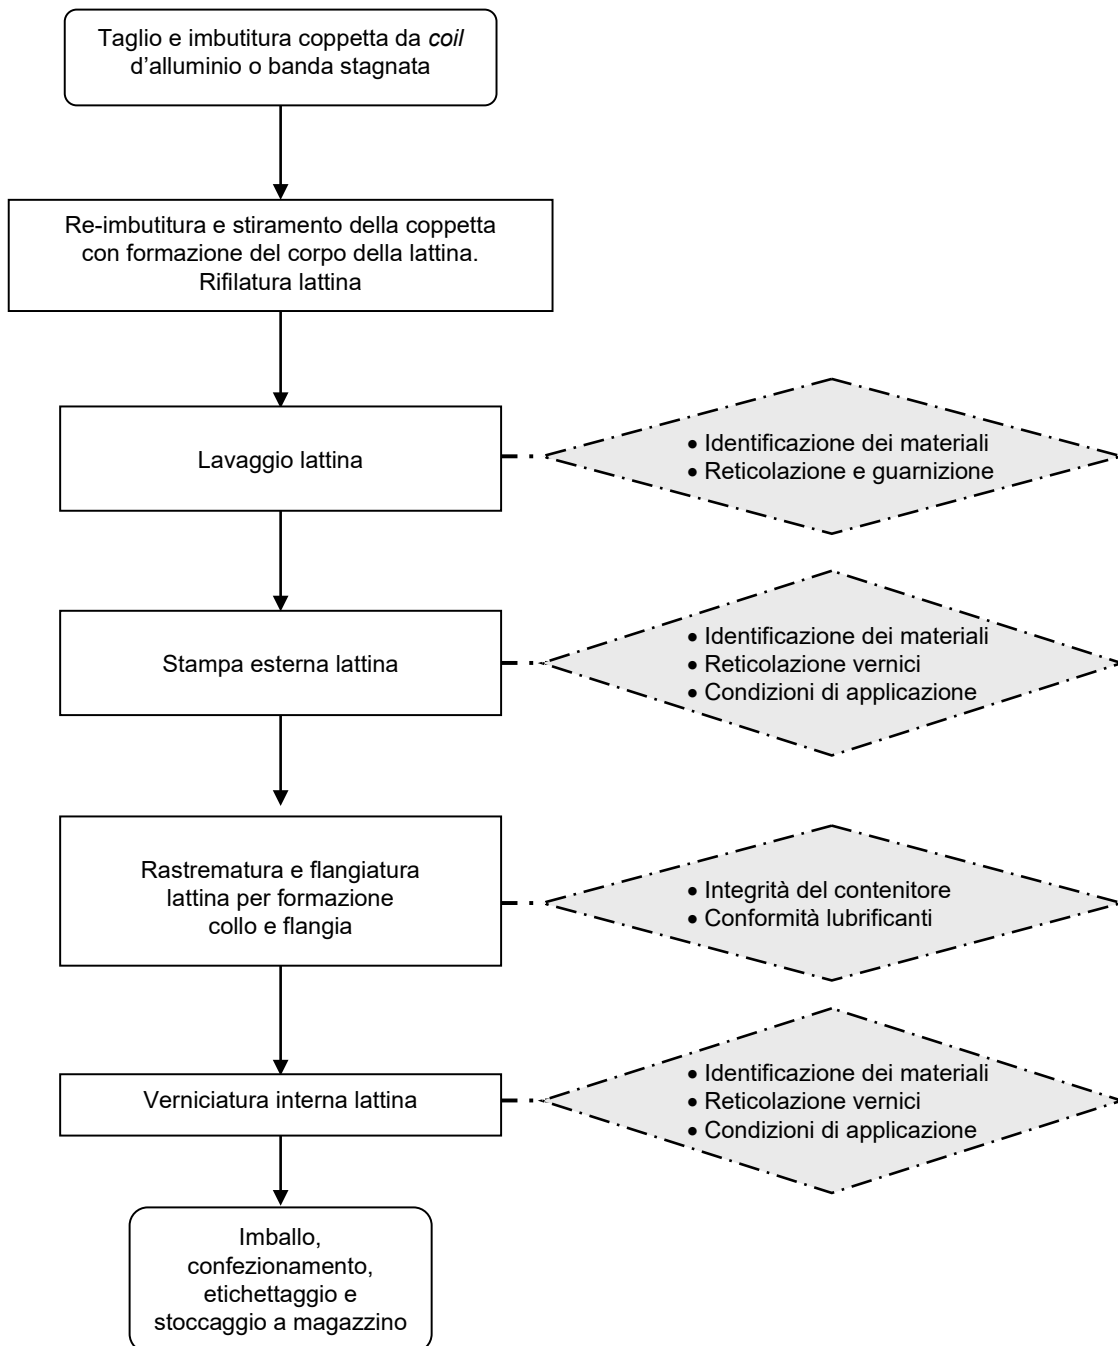 Taglio e imbutitura coppetta da coil
d'alluminio o banda stagnata
Re-imbutitura e stiramento della coppetta
con formazione del corpo della lattina.
Rifilatura lattina
Lavaggio lattina
• Identificazione dei materiali
• Reticolazione e guarnizione
Stampa esterna lattina
• Identificazione dei materiali
• Reticolazione vernici
• Condizioni di applicazione
Rastrematura e flangiatura
lattina per formazione
collo e flangia
• Integrità del contenitore
• Conformità lubrificanti
Verniciatura interna lattina
• Identificazione dei materiali
• Reticolazione vernici
• Condizioni di applicazione
Imballo,
confezionamento,
etichettaggio e
stoccaggio a magazzino